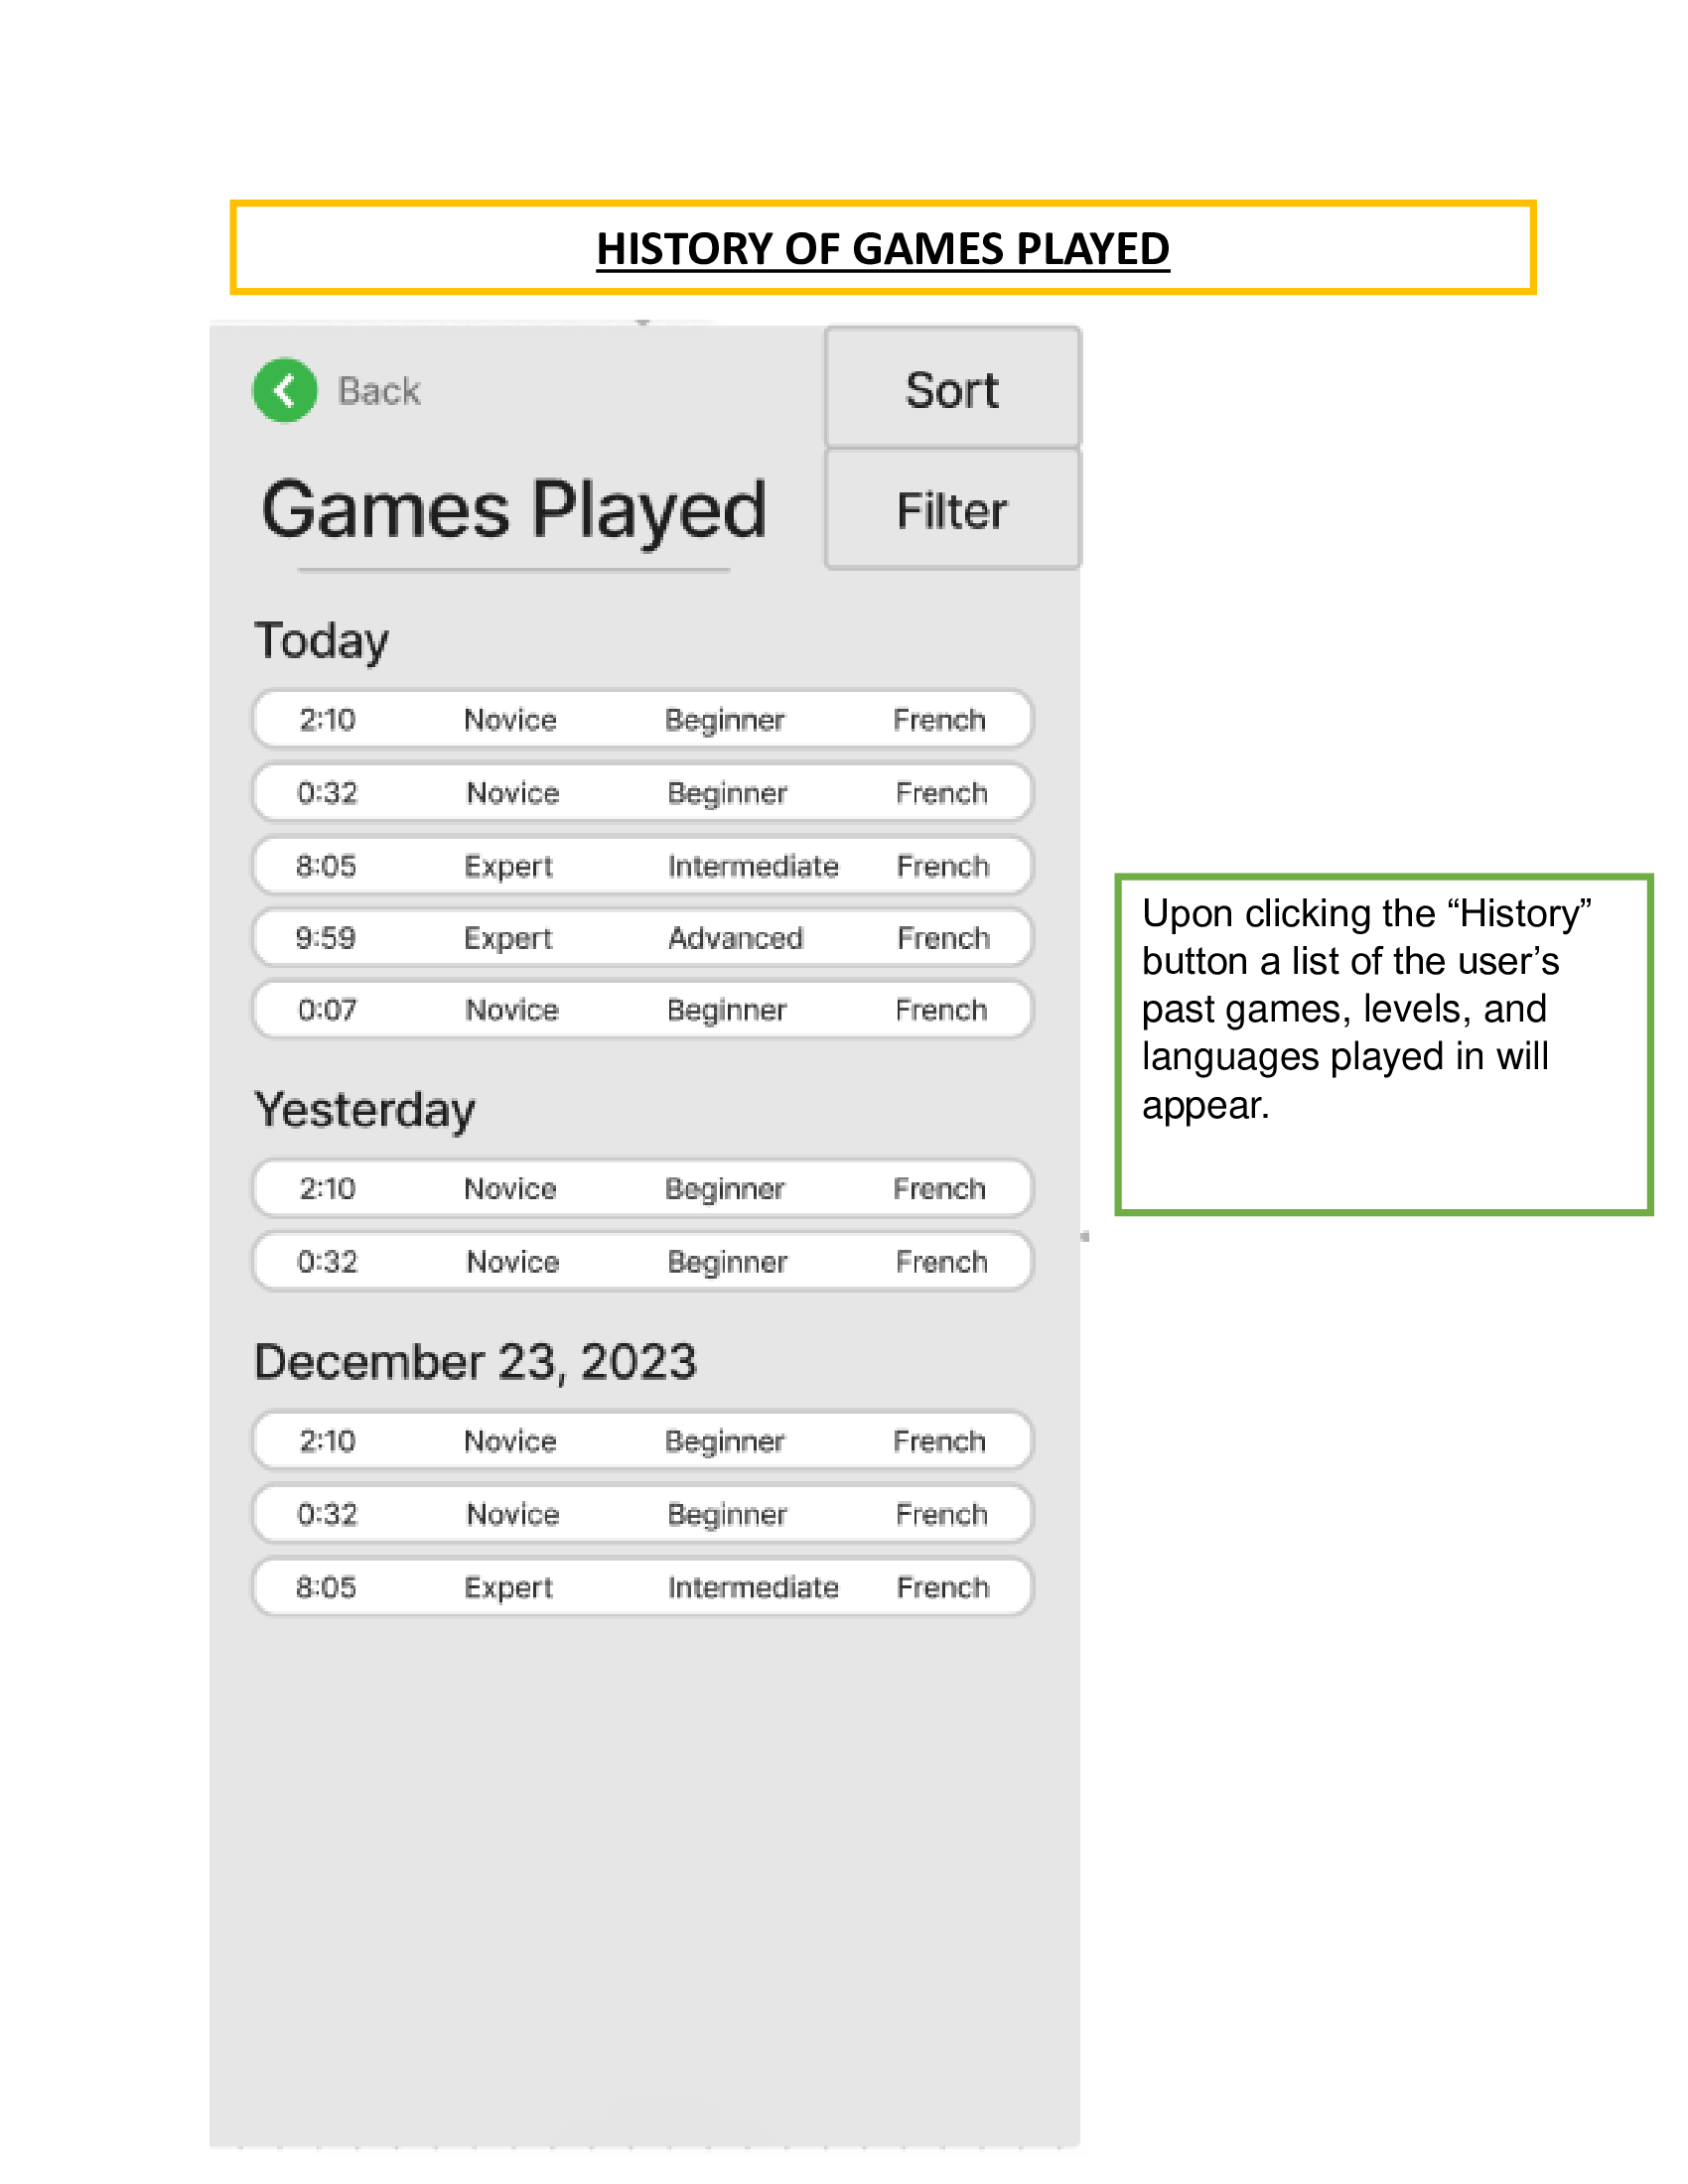 HISTORY OF GAMES PLAYED
Back
Sort
Games Played
Filter
Today
2:10 Novice Beginner French
0:32 Novice Beginner French
8:05 Expert Intermediate French
9:59 Expert Advanced French
0:07 Novice Beginner French
Yesterday
2:10 Novice Beginner French
0:32 Novice Beginner French
December 23, 2023
2:10 Novice Beginner French
0:32 Novice Beginner French
8:05 Expert Intermediate French
Upon clicking the “History”
button a list of the user’s
past games, levels, and
languages played in will
appear.